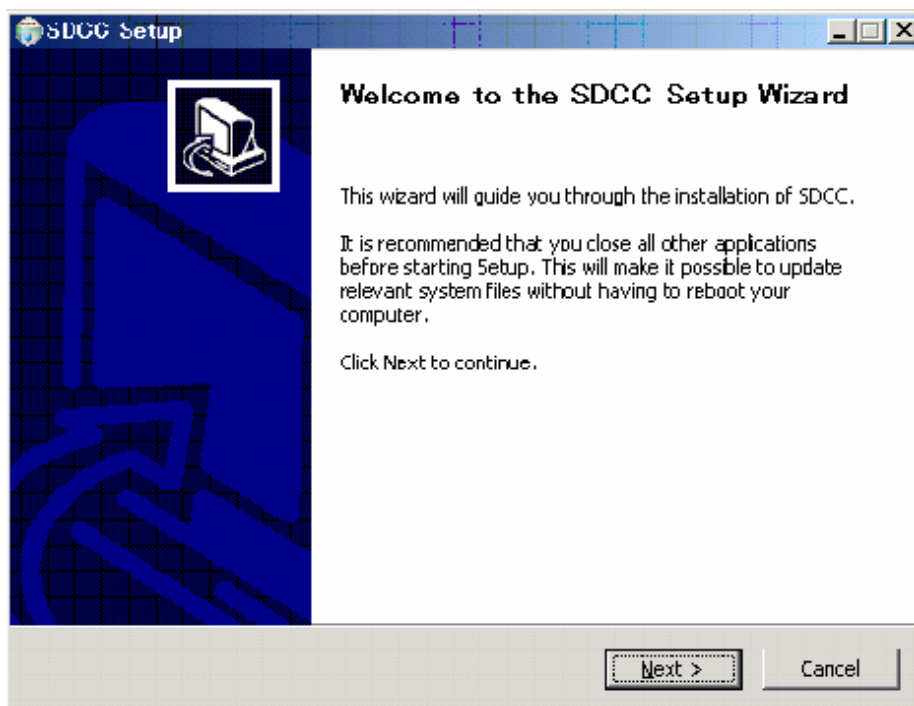 SDCC Setup
Welcome to the SDCC Setup Wizard
This wizard will guide you through the installation of SDCC.
It is recommended that you close all other applications
before starting Setup. This will make it possible to update
relevant system files without having to reboot your
computer.
Click Next to continue.
Next >
Cancel